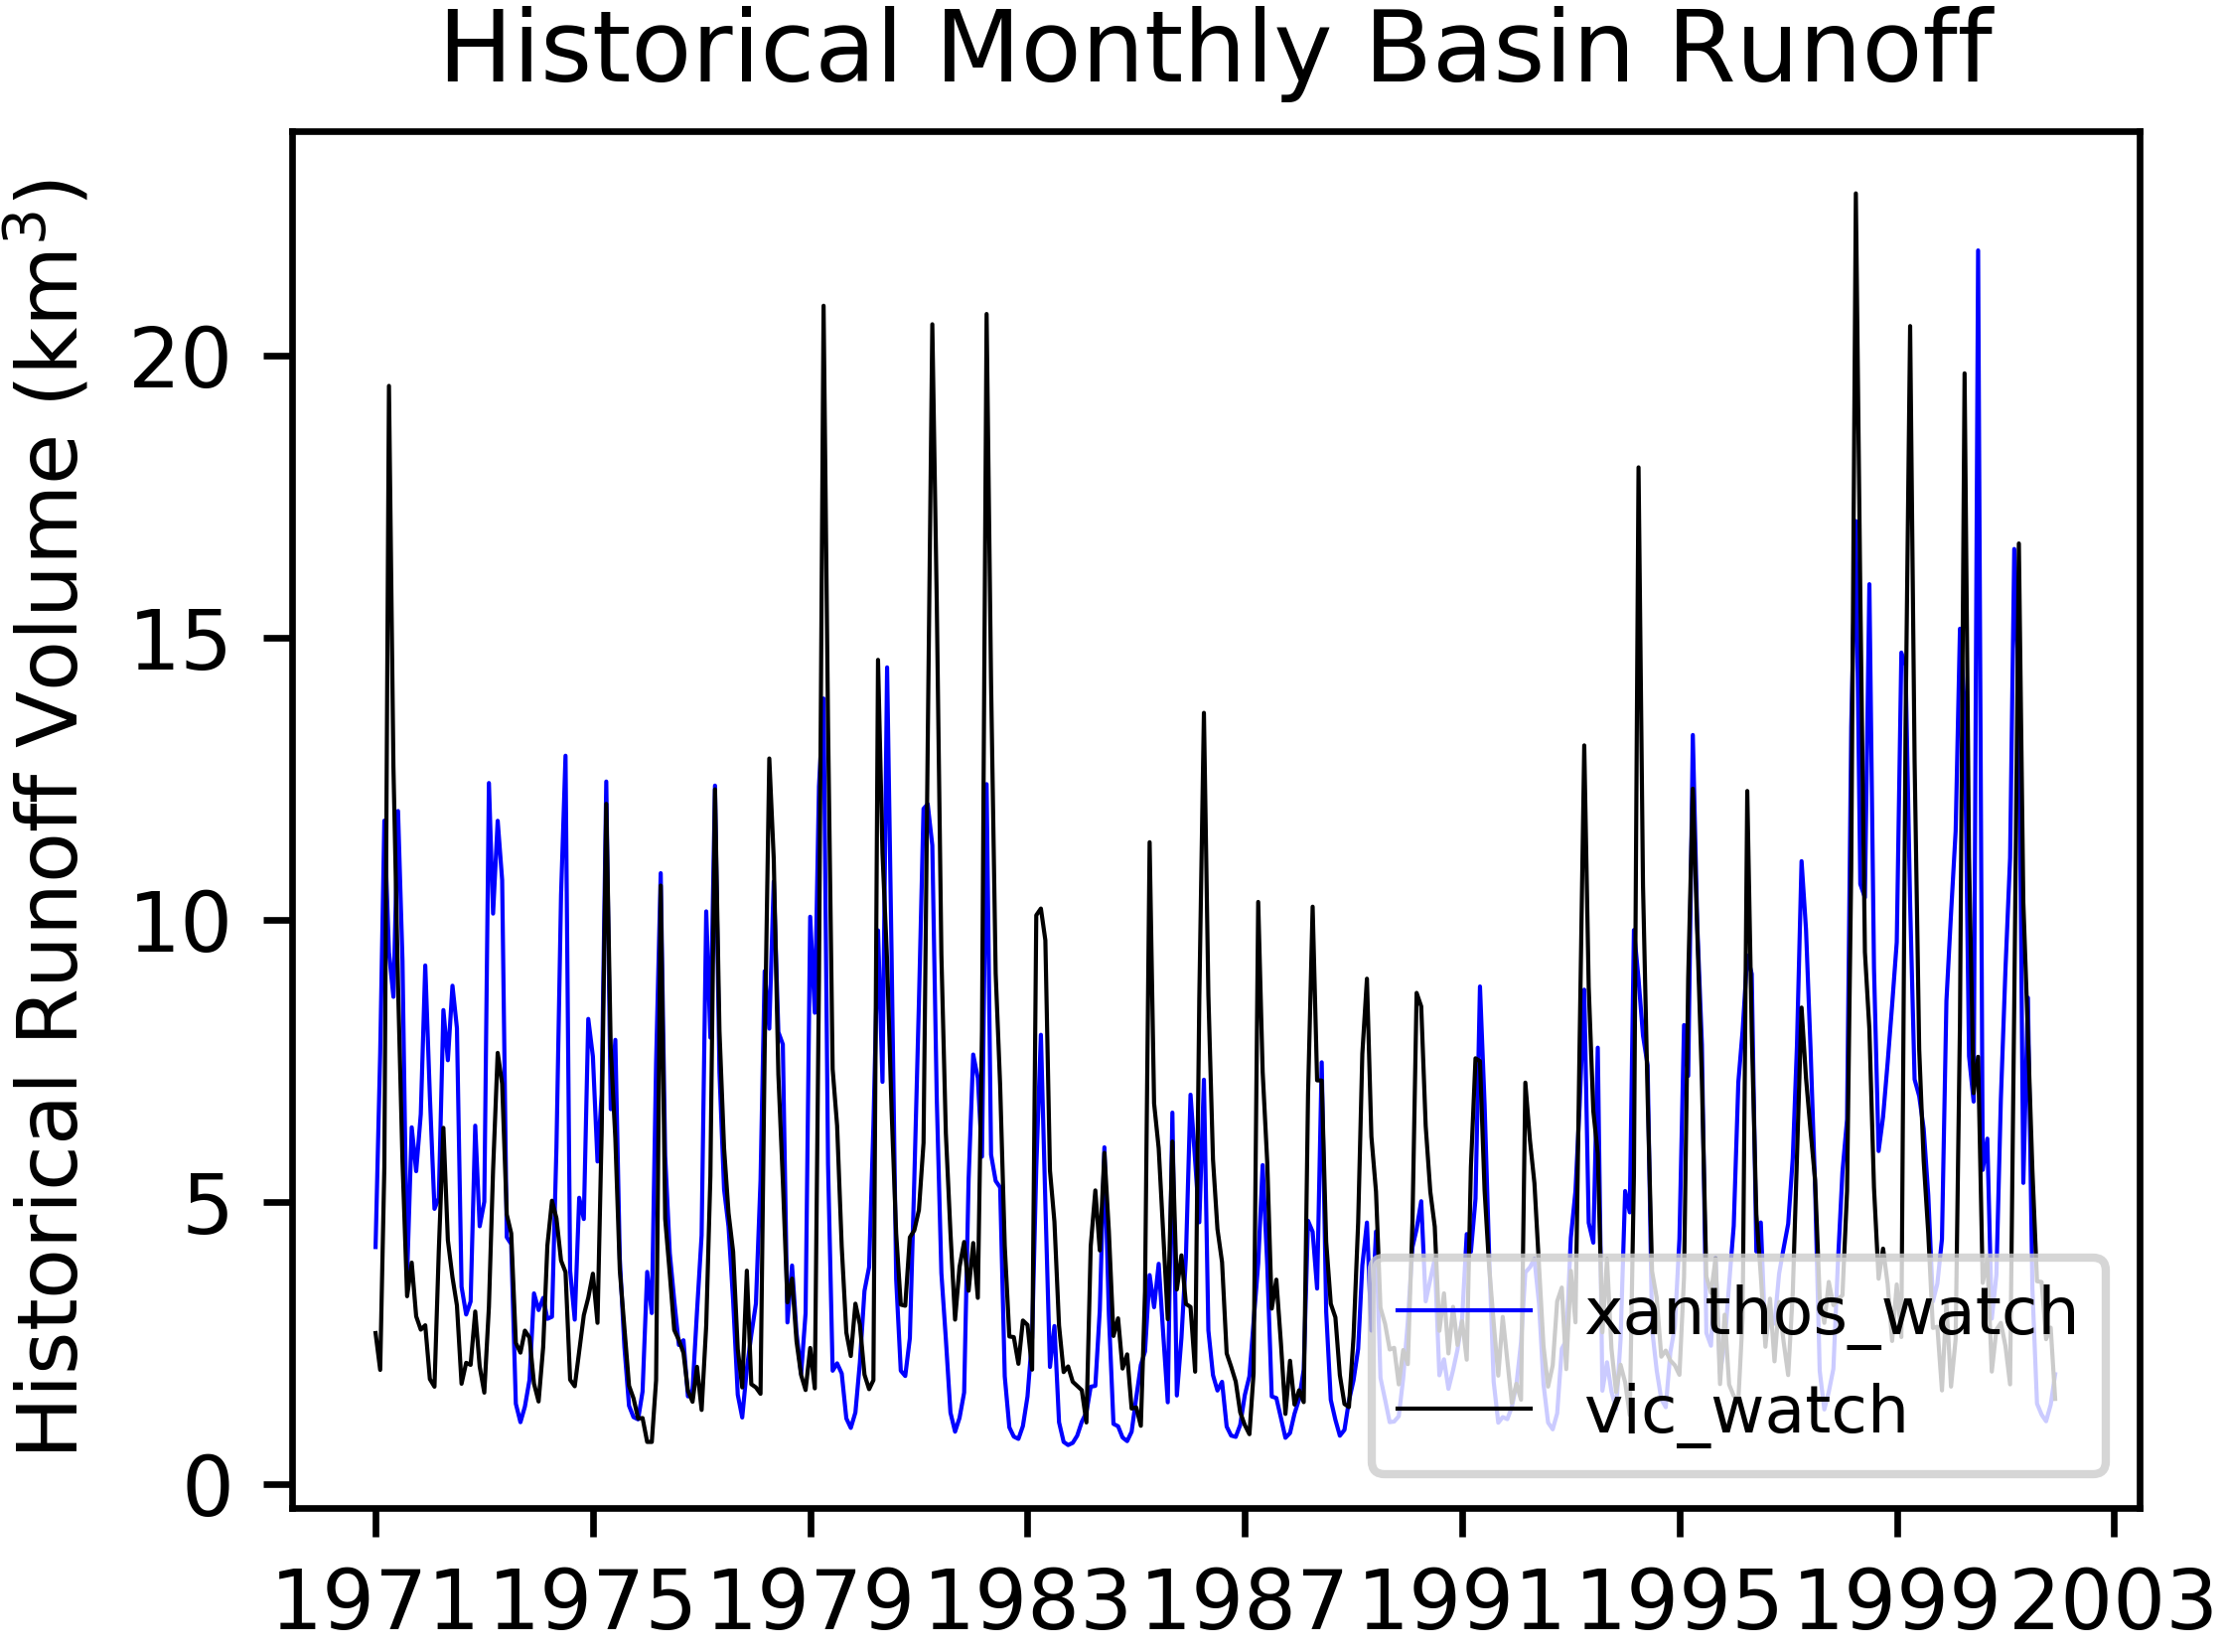 Historical Monthly Basin Runoff
Historical Runoff Volume (km³)
20
15
10
5
0
xanthos_watch
vic_watch
1971 1975 1979 1983 1987 1991 1995 1999 2003